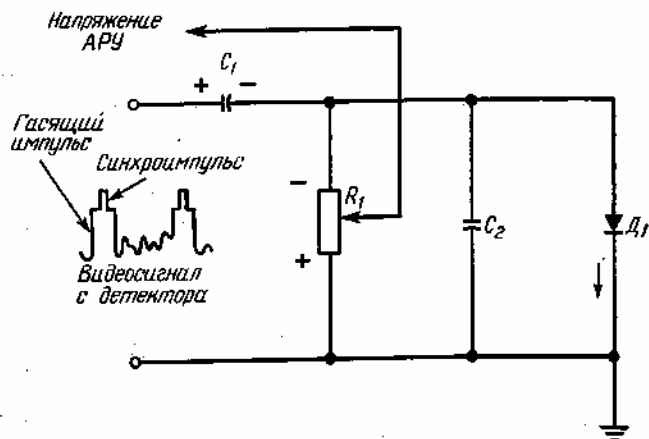 Напряжение
АРУ
C₁
+
−
Гасящий
импульс
Синхроимпульс
−
R₁
+
C₂
Д₁
Видеосигнал
с детектора